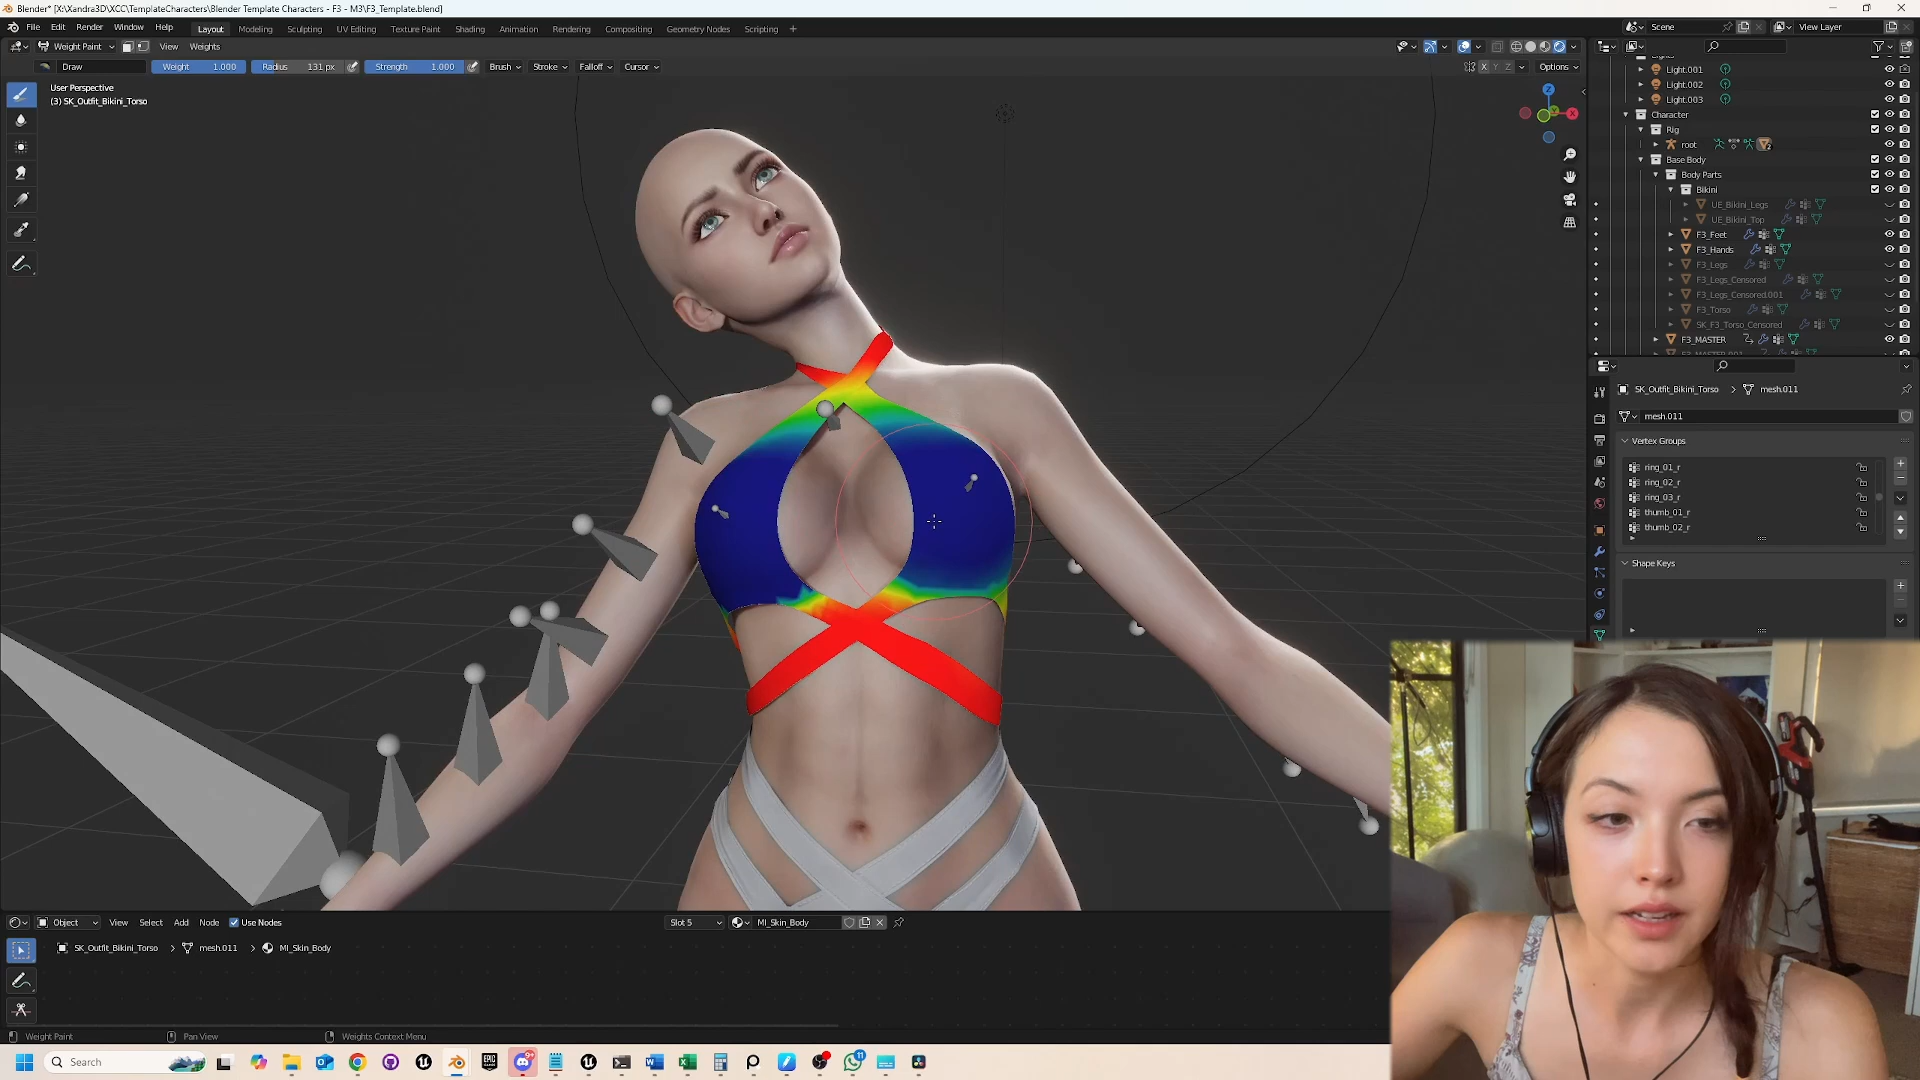 Blender* [X:\Xandra3D\XCC\TemplateCharacters\Blender Template Characters - F3 - M3\F3_Template.blend]
File Edit Render Window Help Layout Modeling Sculpting UV Editing Texture Paint Shading Animation Rendering Compositing Geometry Nodes Scripting +
Scene View Layer
Weight Paint View Weights
Draw Weight 1.000 Radius 131 px Strength 1.000 Brush Stroke Falloff Cursor X Y Z Options
User Perspective
(3) SK_Outfit_Bikini_Torso
Z
X
Light.001
Light.002
Light.003
Character
Rig
root
Base Body
Body Parts
Bikini
UE_Bikini_Legs
UE_Bikini_Top
F3_Feet
F3_Hands
F3_Legs
F3_Legs_Censored
F3_Legs_Censored.001
F3_Torso
SK_F3_Torso_Censored
F3_MASTER
F3_MASTER.001
SK_Outfit_Bikini_Torso > mesh.011
mesh.011
Vertex Groups
ring_01_r
ring_02_r
ring_03_r
thumb_01_r
thumb_02_r
Shape Keys
Object View Select Add Node Use Nodes Slot 5 MI_Skin_Body
SK_Outfit_Bikini_Torso > mesh.011 > MI_Skin_Body
Weight Paint Pan View Weights Context Menu
Search
EPIC
GAMES
9+
11